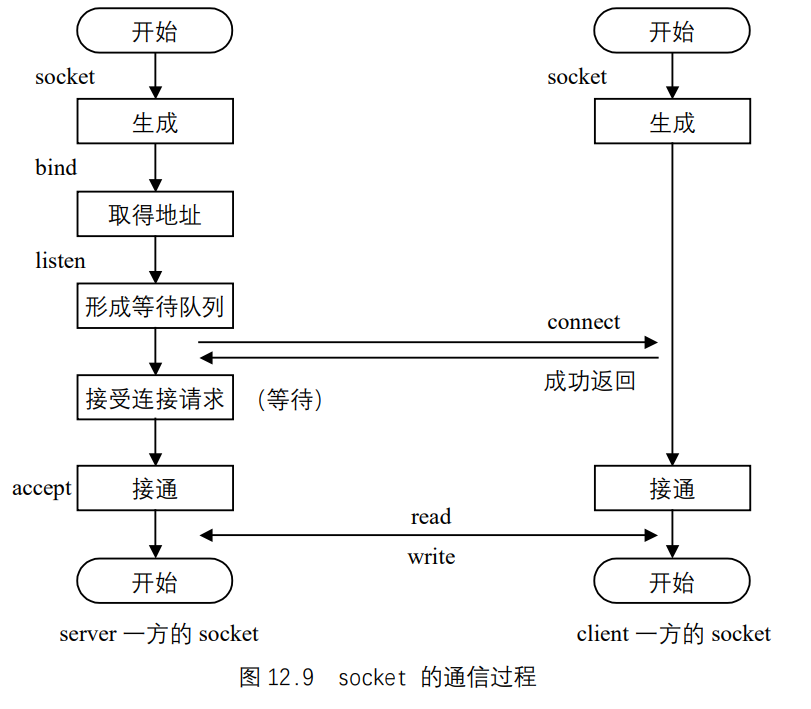 开始
开始
socket
socket
生成
生成
bind
取得地址
listen
形成等待队列
connect
成功返回
接受连接请求 (等待)
accept 接通
接通
read
write
开始
开始
server 一方的 socket
client 一方的 socket
图 12.9 socket 的通信过程